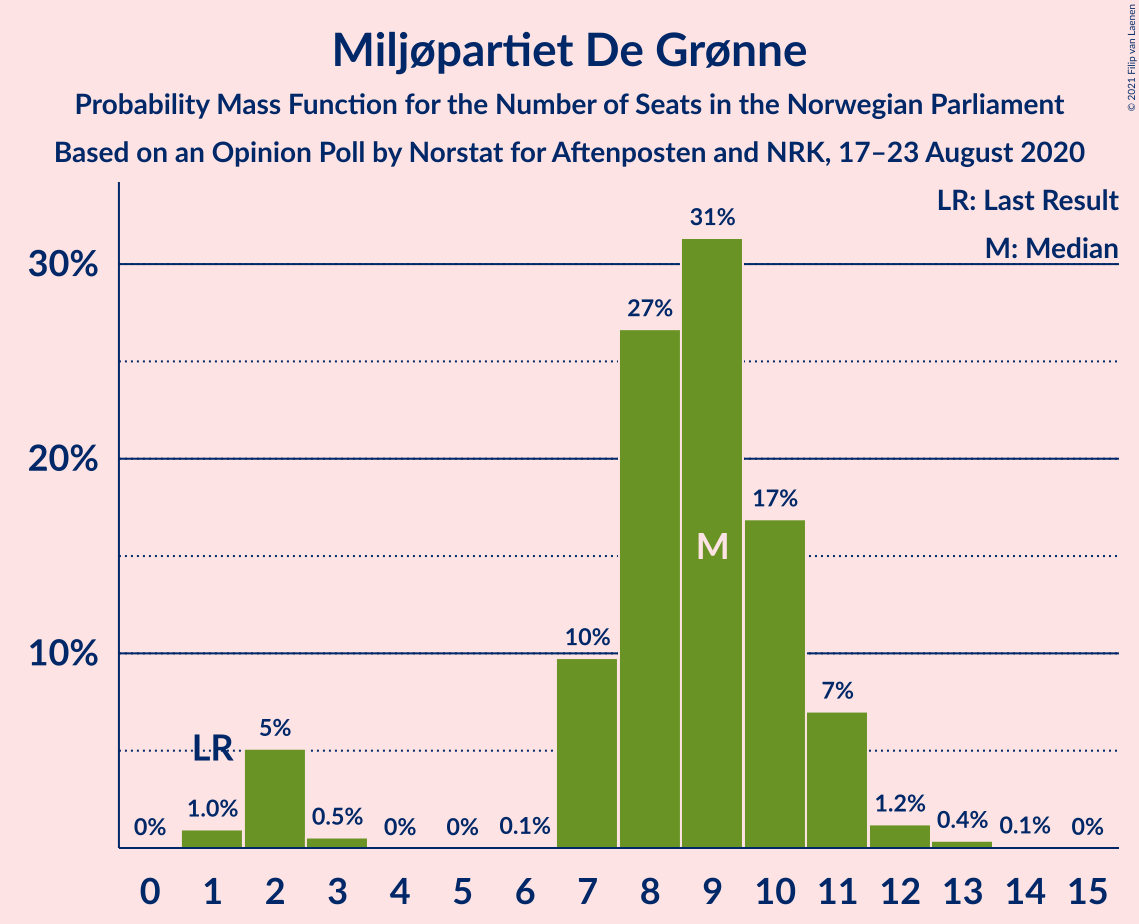 Miljøpartiet De Grønne
Probability Mass Function for the Number of Seats in the Norwegian Parliament
Based on an Opinion Poll by Norstat for Aftenposten and NRK, 17–23 August 2020
© 2021 Filip van Laenen
LR: Last Result
M: Median
31%
30%
27%
20%
17%
M
10%
10%
7%
5%
LR
1.0%
0.5%
0%
0%
0%
0.1%
1.2%
0.4%
0.1%
0%
0 1 2 3 4 5 6 7 8 9 10 11 12 13 14 15